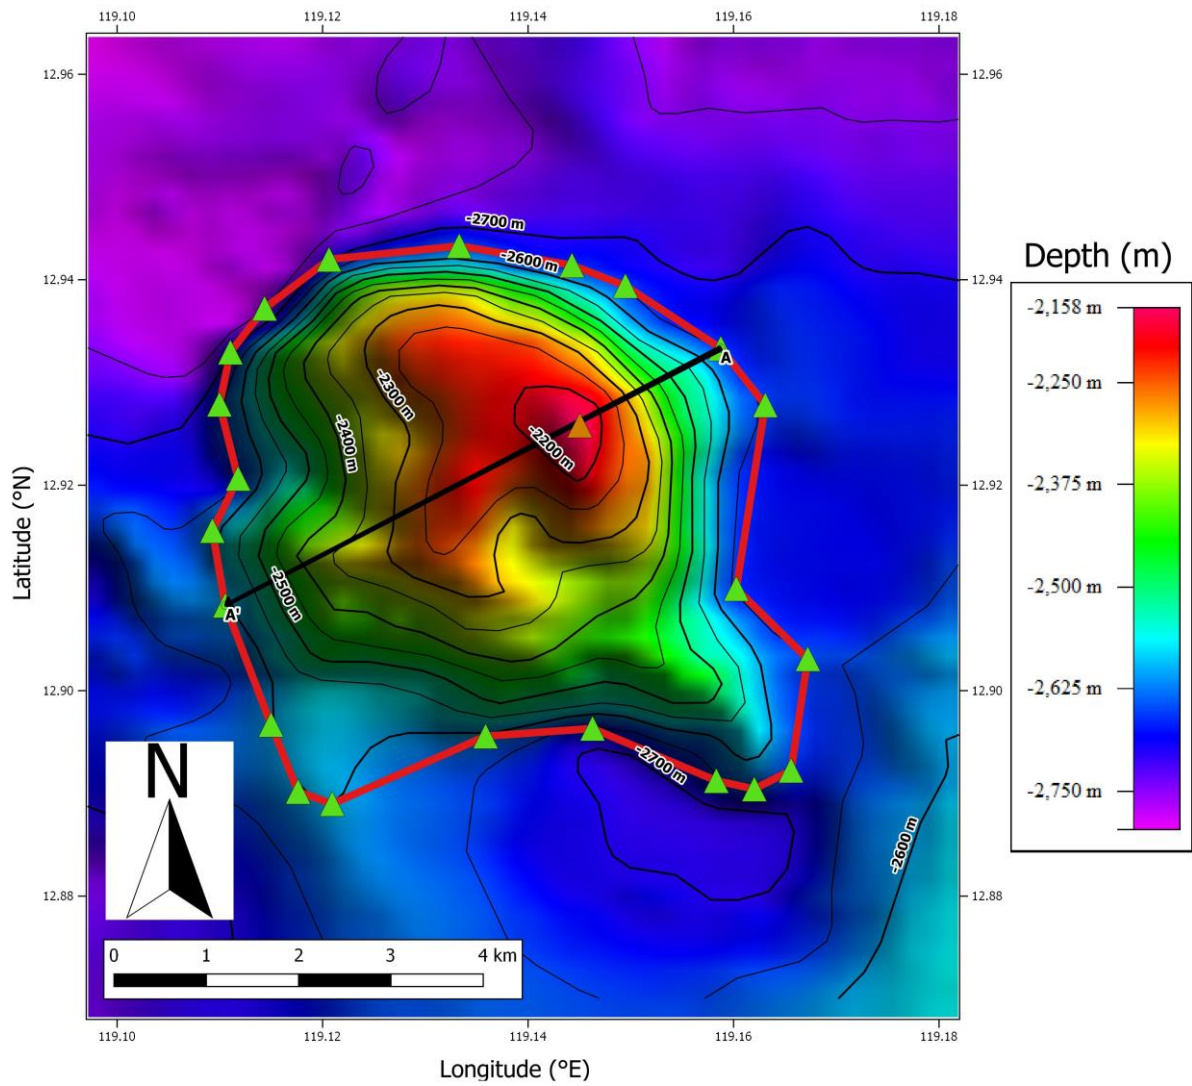 119.10 119.12 119.14 119.16 119.18
12.96 12.96
-2700 m
-2600 m
12.94 12.94
A
-2300 m
-2400 m
-2200 m
12.92 12.92
-2500 m
A'
12.90 12.90
-2700 m
N
-2600 m
12.88 12.88
0 1 2 3 4 km
119.10 119.12 119.14 119.16 119.18
Longitude (°E)
Latitude (°N)
Depth (m)
-2,158 m
-2,250 m
-2,375 m
-2,500 m
-2,625 m
-2,750 m